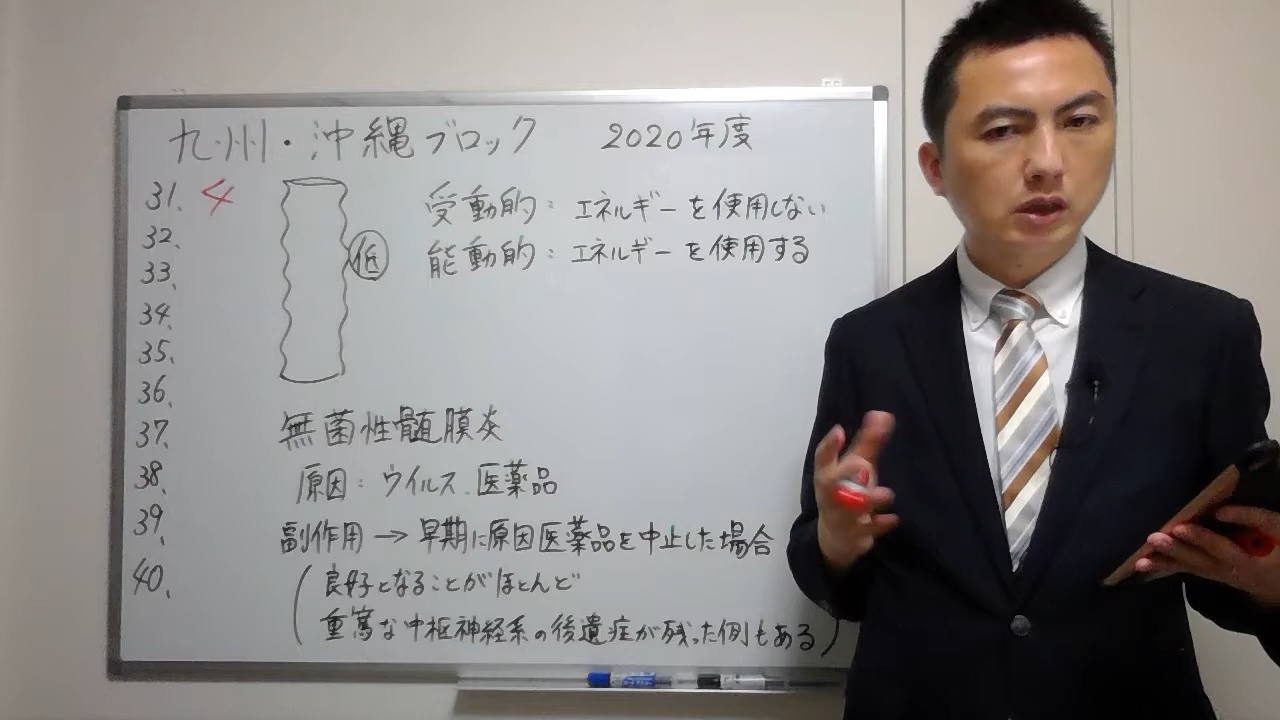 九州・沖縄ブロック 2020年度
31. 4
32.
33.
34.
35.
36.
37.
38.
39.
40.
低
受動的：エネルギーを使用しない
能動的：エネルギーを使用する
無菌性髄膜炎
原因：ウイルス、医薬品
副作用→早期に原因医薬品を中止した場合
(良好となることがほとんど
重篤な中枢神経系の後遺症が残った例もある)